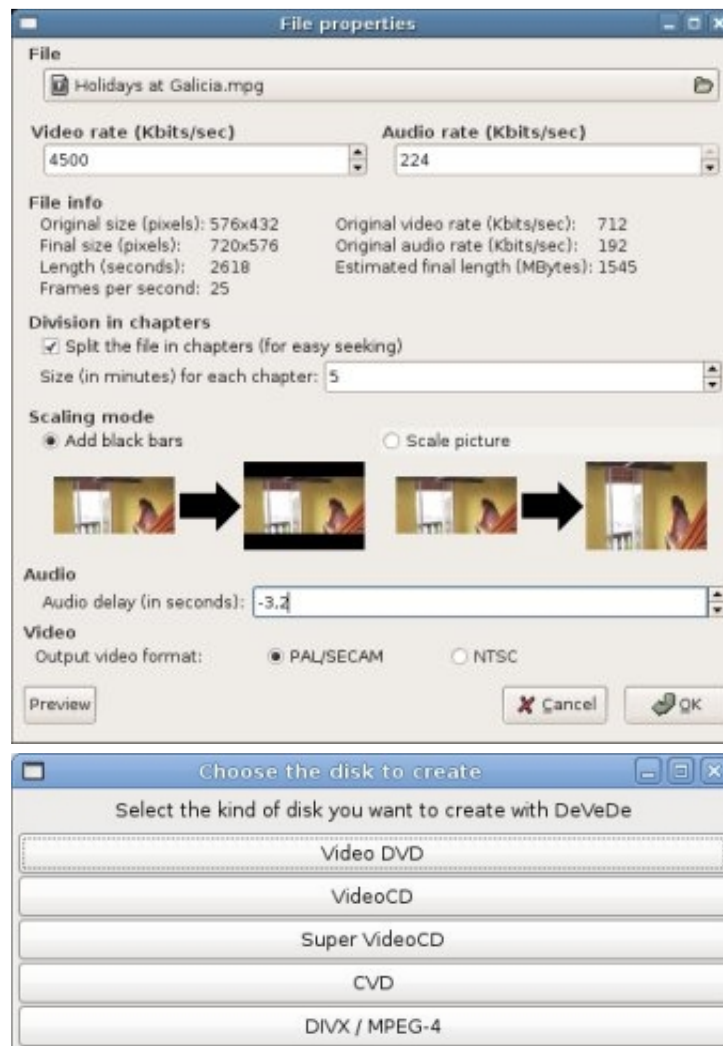 File properties
File
Holidays at Galicia.mpg
Video rate (Kbits/sec) Audio rate (Kbits/sec)
4500 224
File info
Original size (pixels): 576x432 Original video rate (Kbits/sec): 712
Final size (pixels): 720x576 Original audio rate (Kbits/sec): 192
Length (seconds): 2618 Estimated final length (MBytes): 1545
Frames per second: 25
Division in chapters
Split the file in chapters (for easy seeking)
Size (in minutes) for each chapter: 5
Scaling mode
Add black bars Scale picture
Audio
Audio delay (in seconds): -3,2
Video
Output video format: PAL/SECAM NTSC
Preview Cancel OK
Choose the disk to create
Select the kind of disk you want to create with DeVeDe
Video DVD
VideoCD
Super VideoCD
CVD
DIVX / MPEG-4